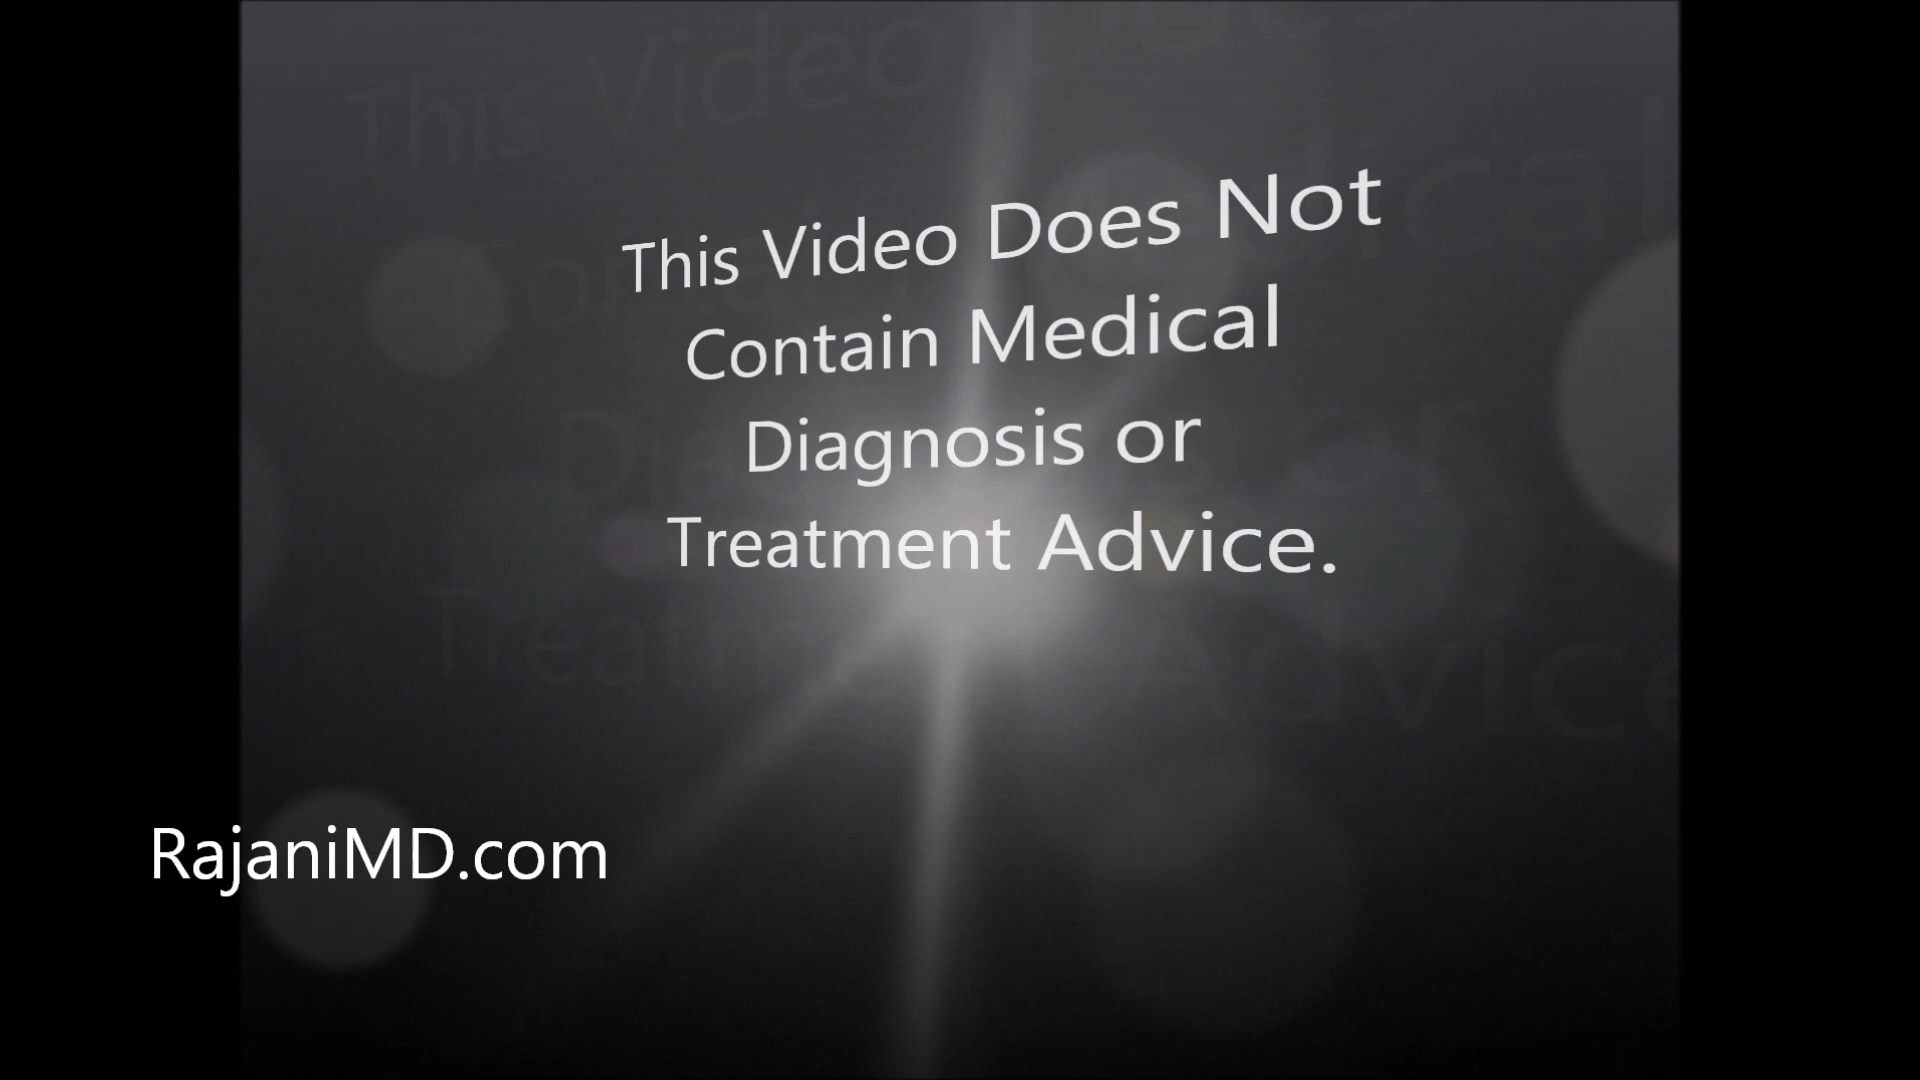 This Video Does Not
Contain Medical
Diagnosis or
Treatment Advice.
RajaniMD.com